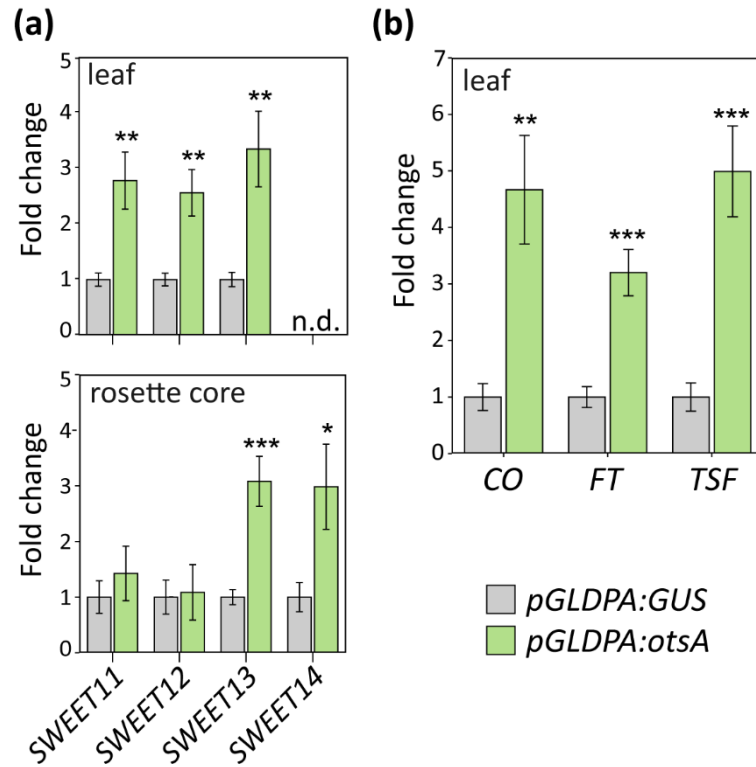 (a)
leaf
Fold change
5
4
3
2
1
0
**
**
**
n.d.
rosette core
Fold change
5
4
3
2
1
0
***
*
SWEET11
SWEET12
SWEET13
SWEET14
(b)
leaf
Fold change
7
6
5
4
3
2
1
0
**
***
***
CO
FT
TSF
pGLDPA:GUS
pGLDPA:otsA